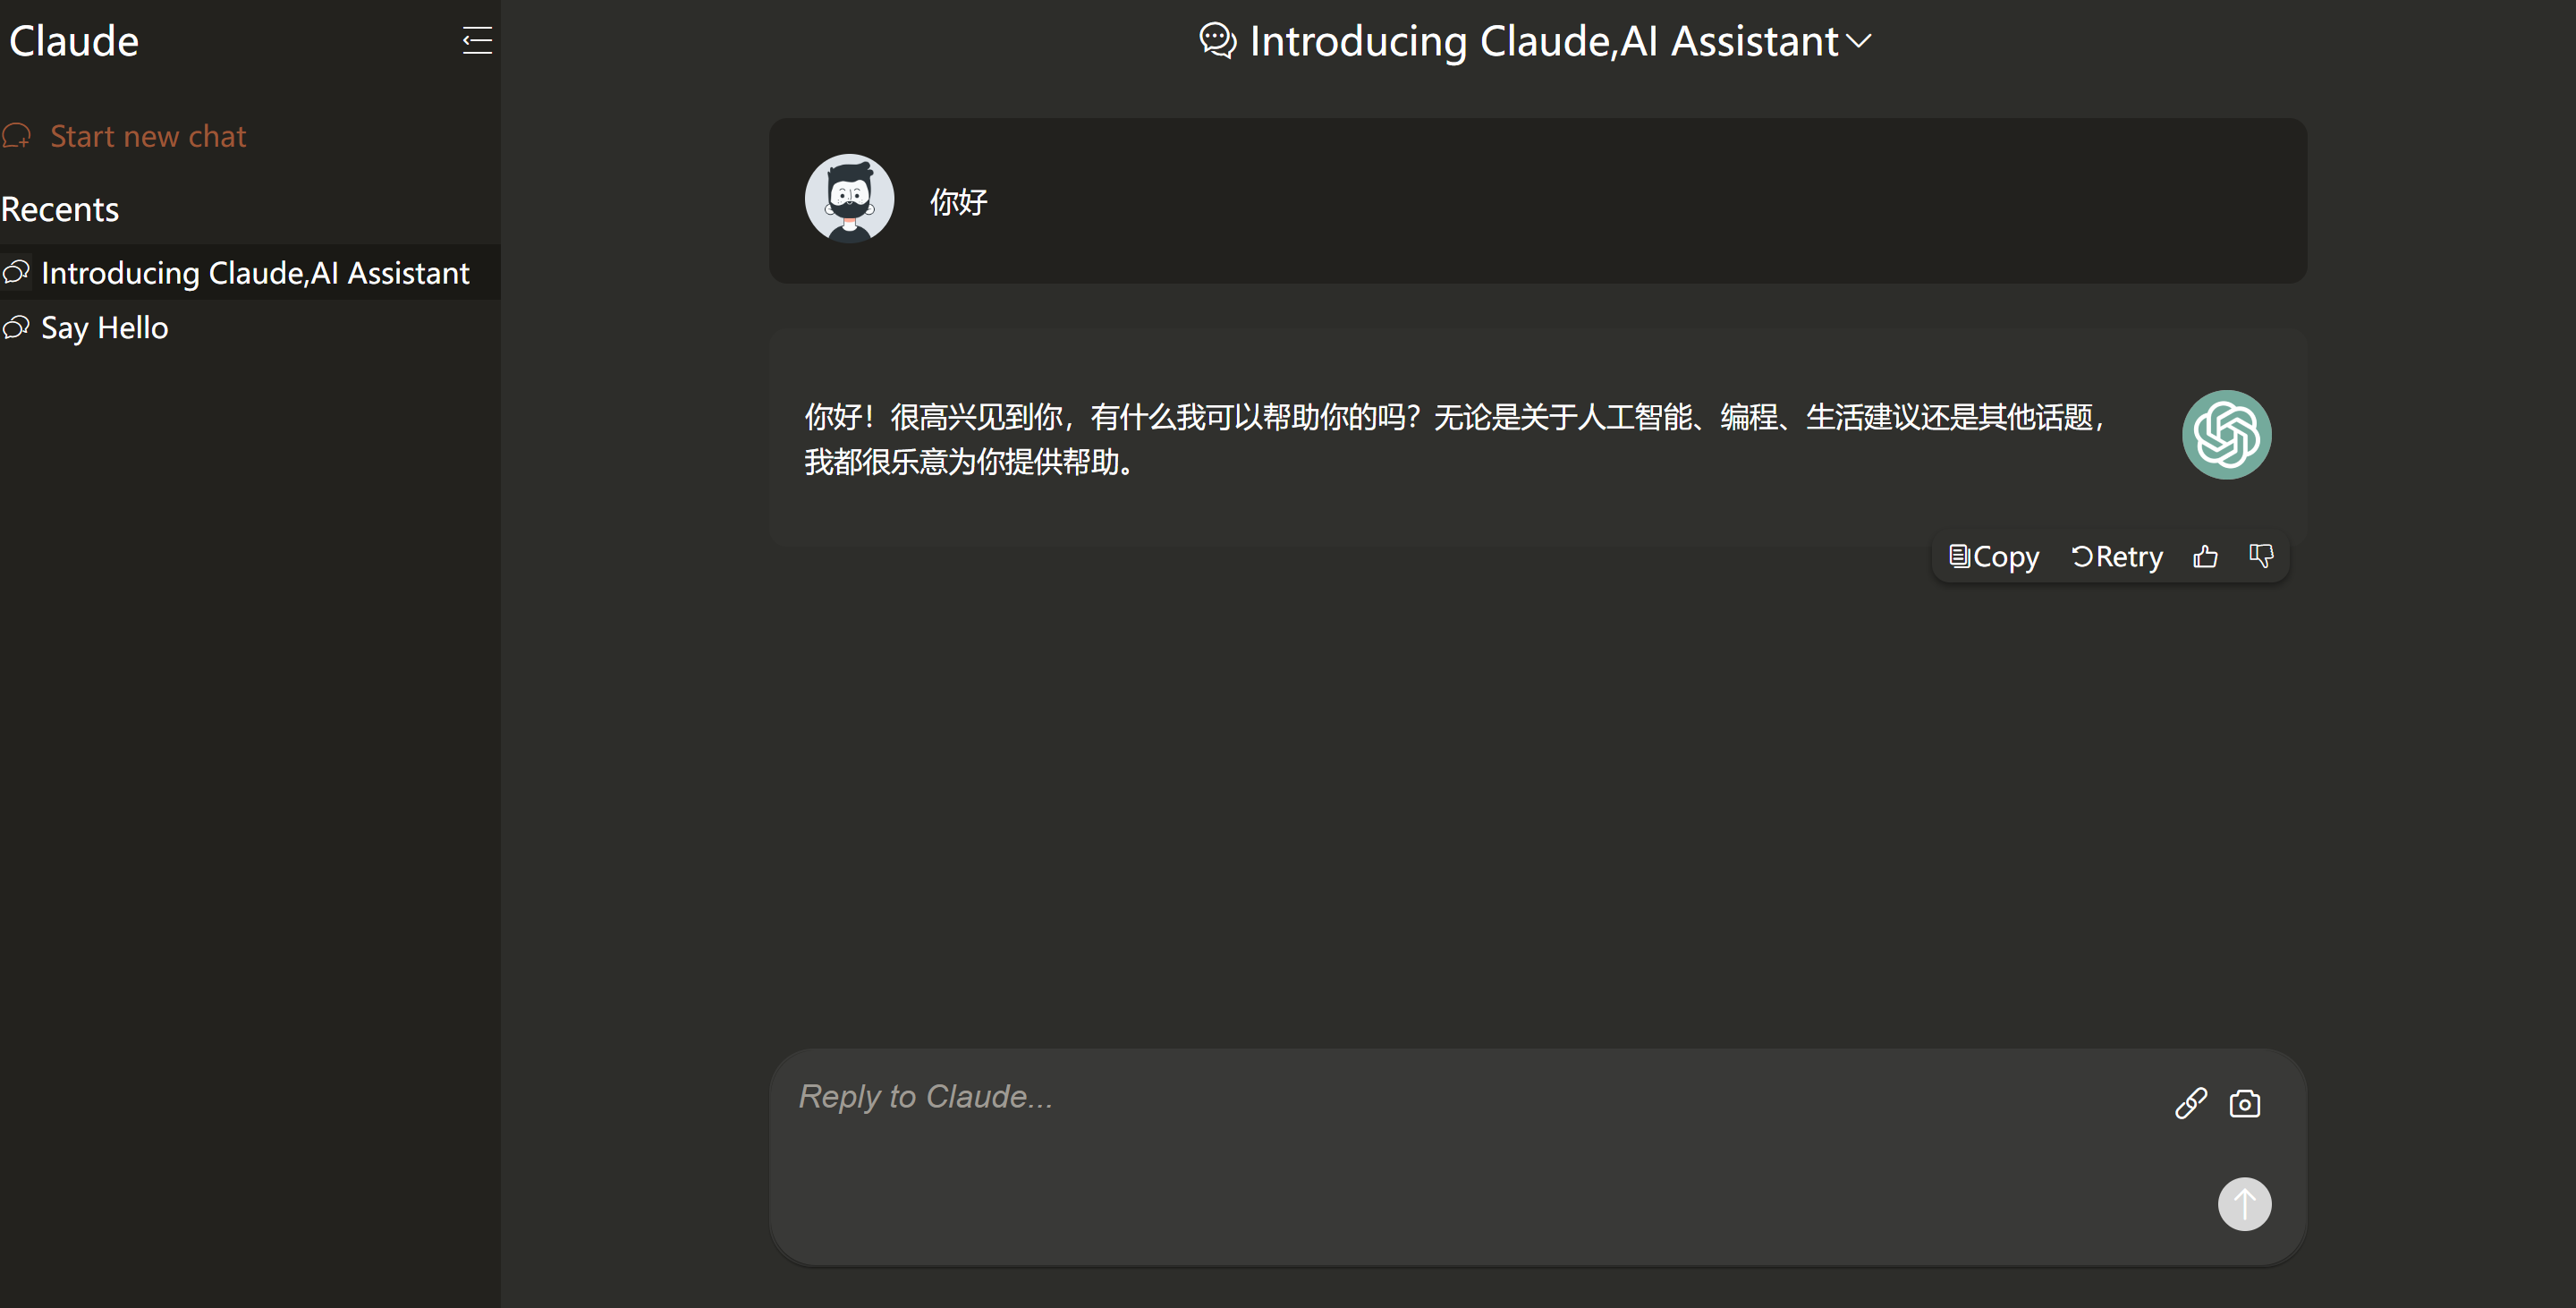 Claude
Introducing Claude,AI Assistant
Start new chat
Recents
Introducing Claude,AI Assistant
Say Hello
你好
你好！很高兴见到你，有什么我可以帮助你的吗？无论是关于人工智能、编程、生活建议还是其他话题，
我都很乐意为你提供帮助。
Copy Retry
Reply to Claude...